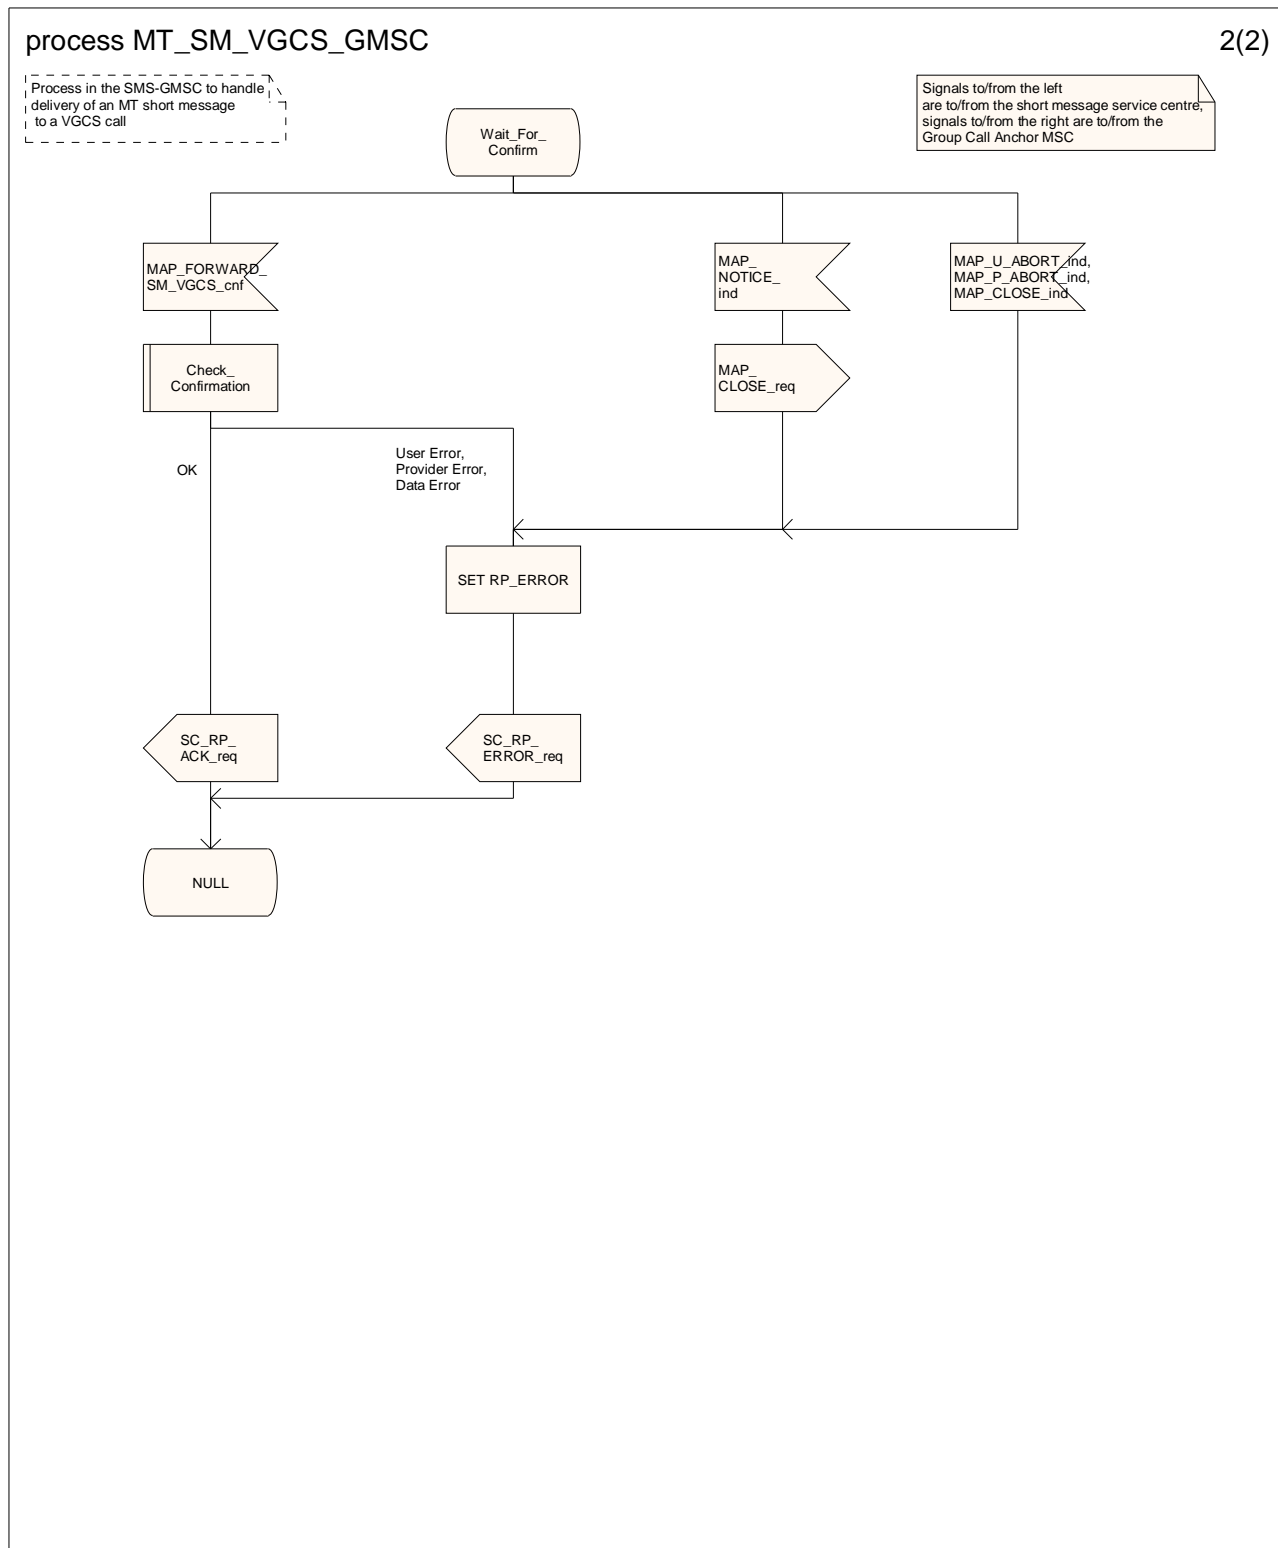 process MT_SM_VGCS_GMSC
2(2)
Process in the SMS-GMSC to handle
delivery of an MT short message
to a VGCS call
Signals to/from the left
are to/from the short message service centre,
signals to/from the right are to/from the
Group Call Anchor MSC
Wait_For_
Confirm
MAP_FORWARD_
SM_VGCS_cnf
MAP_
NOTICE_
ind
MAP_U_ABORT_ind,
MAP_P_ABORT_ind,
MAP_CLOSE_ind
Check_
Confirmation
MAP_
CLOSE_req
OK
User Error,
Provider Error,
Data Error
SET RP_ERROR
SC_RP_
ACK_req
SC_RP_
ERROR_req
NULL